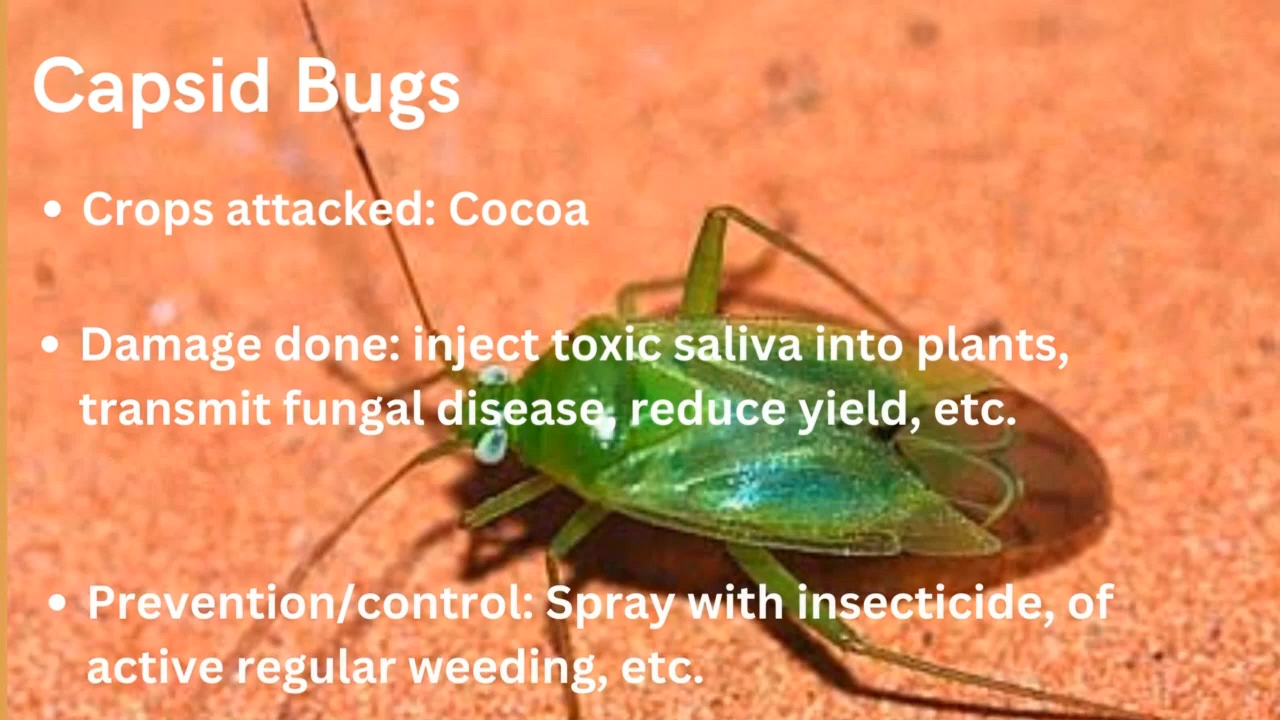 Capsid Bugs
• Crops attacked: Cocoa
• Damage done: inject toxic saliva into plants,
transmit fungal disease, reduce yield, etc.
• Prevention/control: Spray with insecticide, of
active regular weeding, etc.